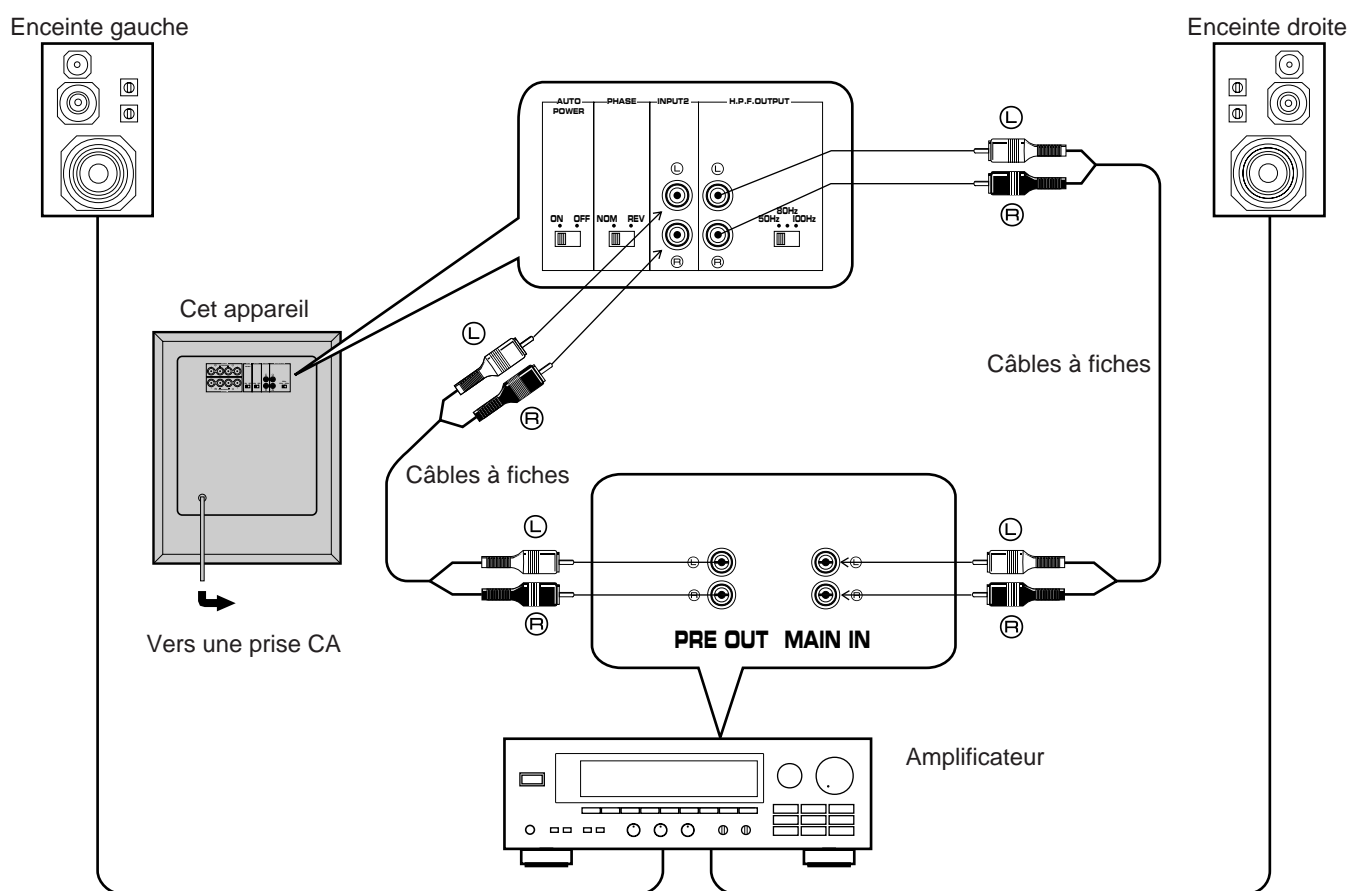 Enceinte gauche
Enceinte droite
AUTO POWER
PHASE
INPUT2
H.P.F.OUTPUT
L
L
L
ON OFF
NOM REV
80Hz
50Hz 100Hz
R
R
R
Cet appareil
L
R
Câbles à fiches
Câbles à fiches
L
L
L
L
R
R
R
R
PRE OUT MAIN IN
Vers une prise CA
Amplificateur